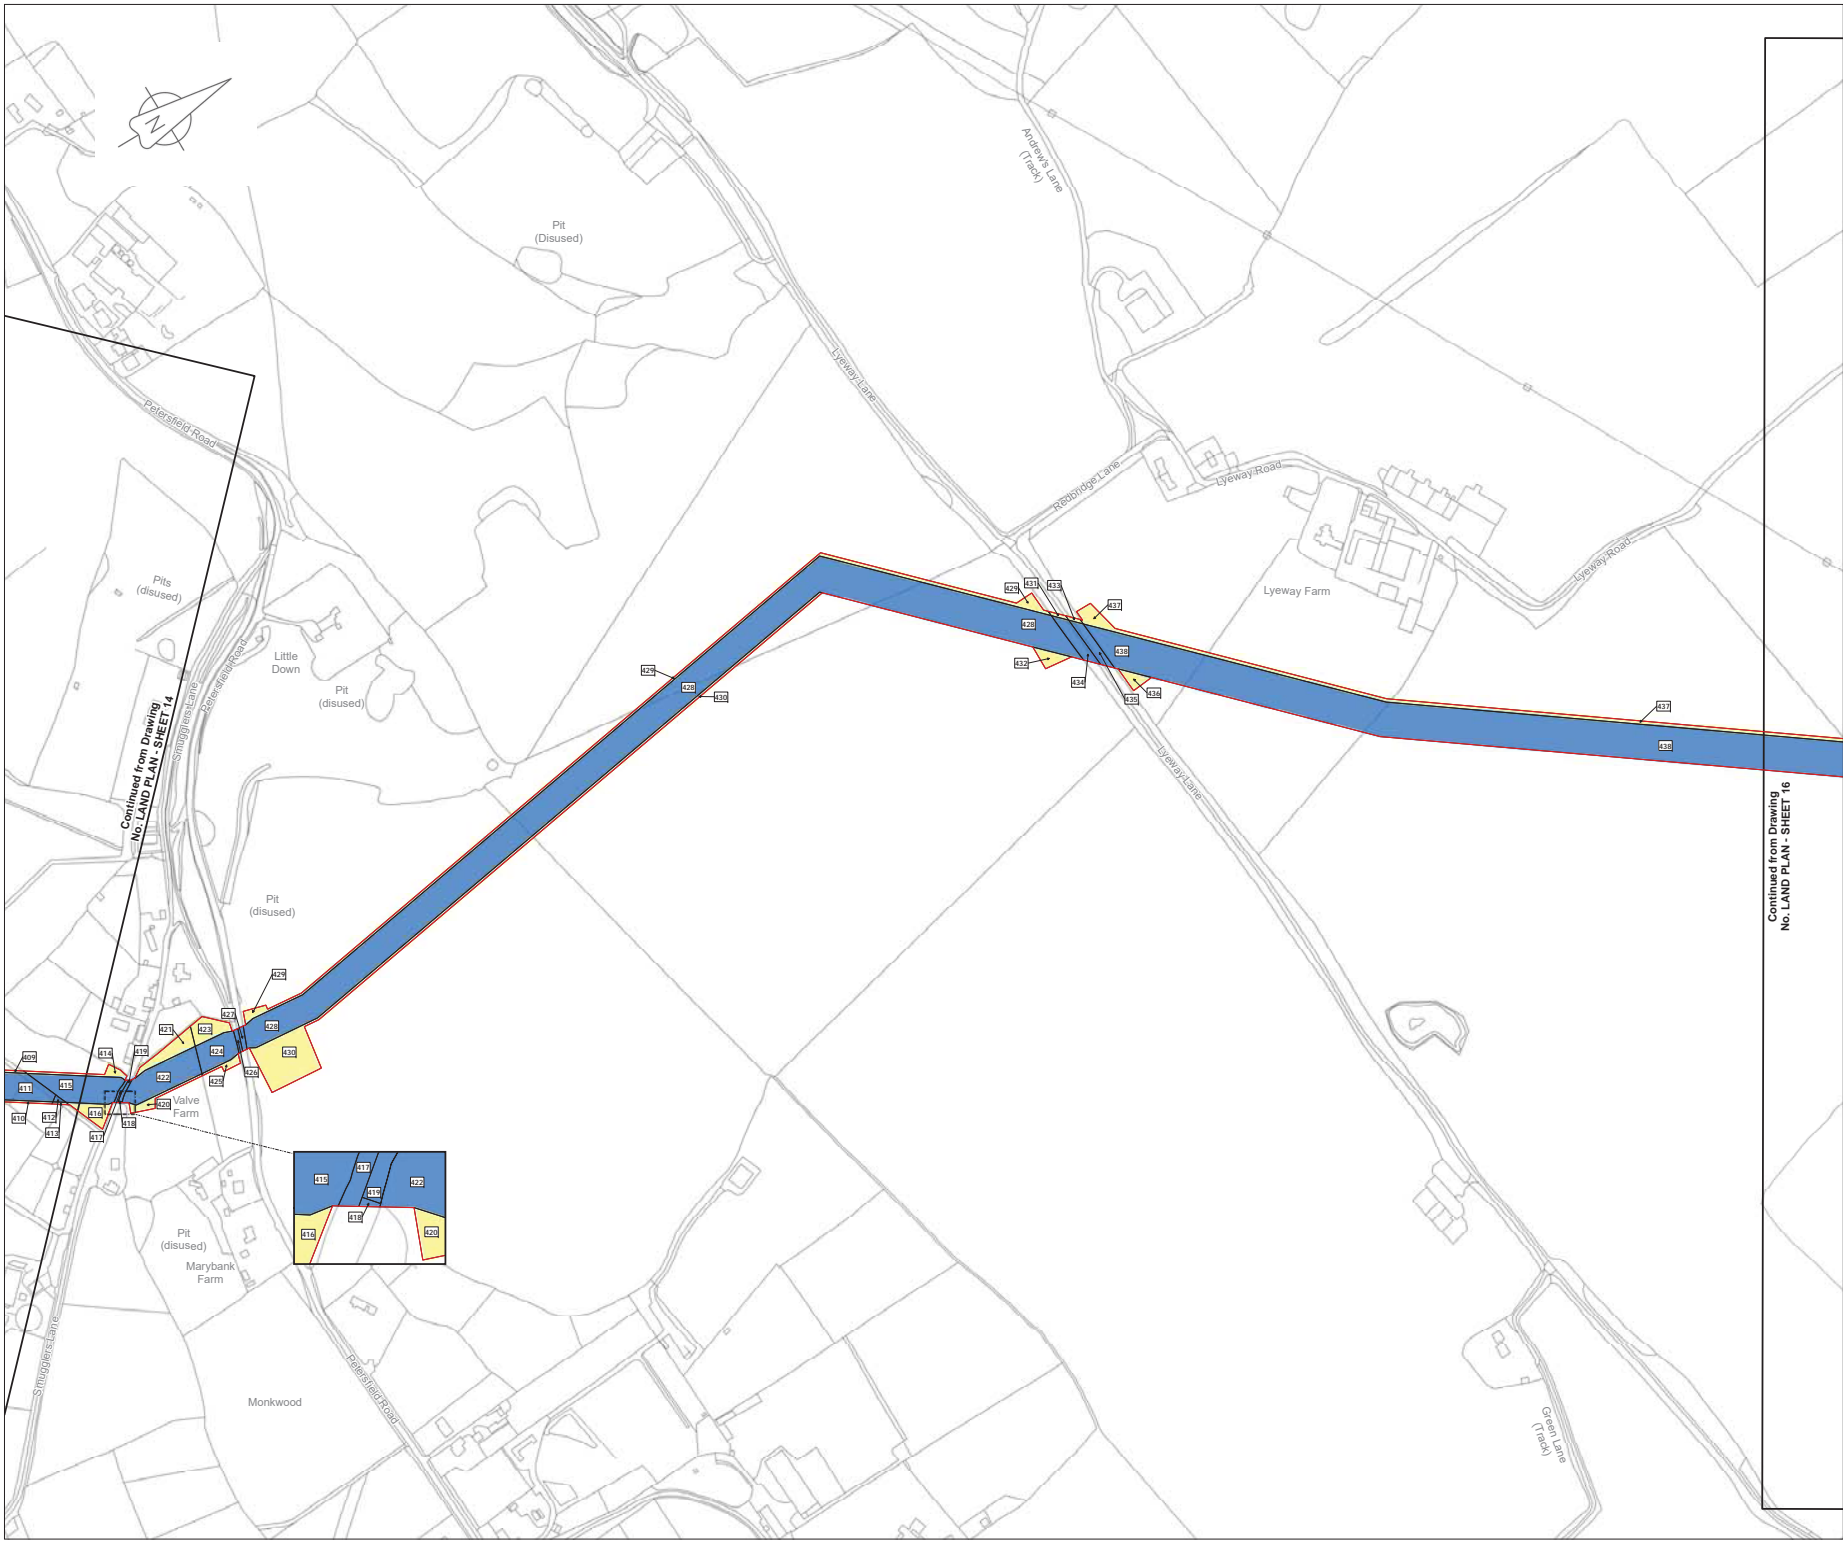 N
Andrew's Lane
(Track)
Pit
(Disused)
Lyeway Lane
Petersfield Road
Redbridge Lane
Lyeway Road
Lyeway Road
Lyeway Farm
Pits
(disused)
Little
Down
Pit
(disused)
Smugglers Lane
Petersfield Road
Continued from Drawing
No. LAND PLAN - SHEET 14
429
431
433
437
428
438
432
434
435
436
429
428
430
437
438
Lyeway Lane
Continued from Drawing
No. LAND PLAN - SHEET 16
Pit
(disused)
429
427
428
421
423
430
409
414
419
424
426
425
411
415
422
410
412
413
416
417
418
420
Valve
Farm
415
417
422
419
418
416
420
Pit
(disused)
Marybank
Farm
Smugglers Lane
Petersfield Road
Monkwood
Green Lane
(Track)